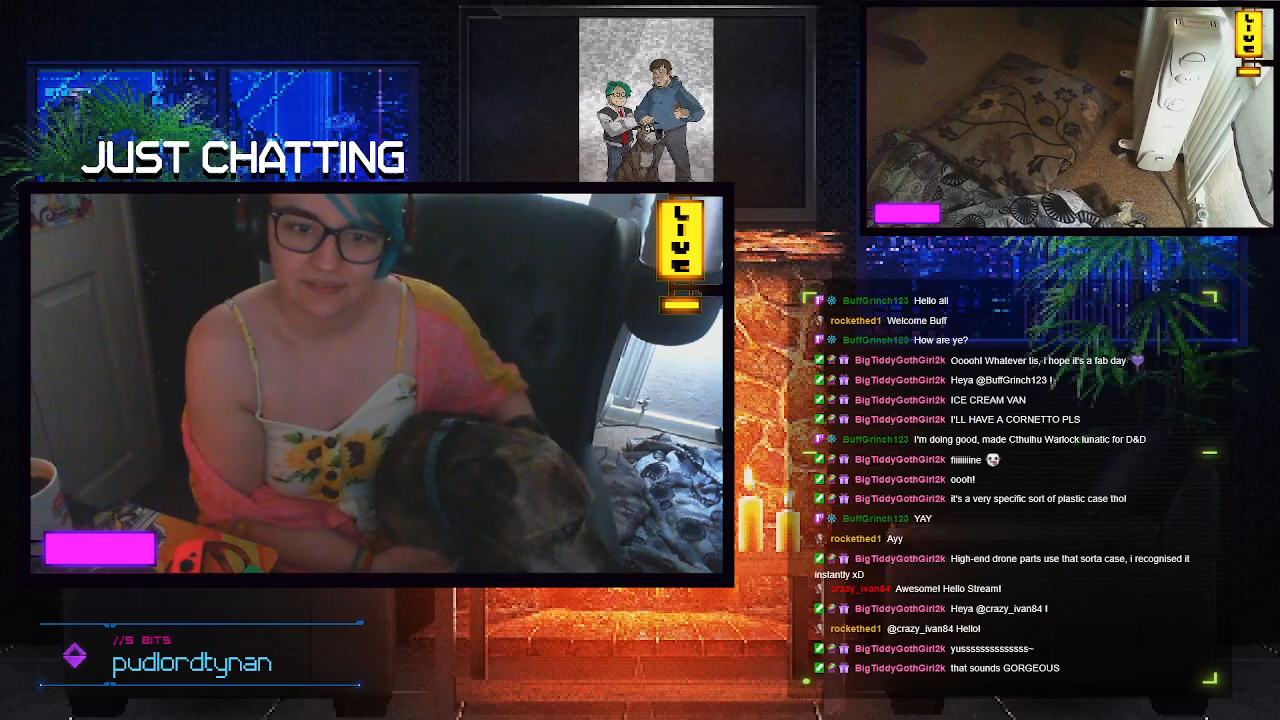 LIVE
JUST CHATTING
LIVE
BuffGrinch123 Hello all
rockethed1 Welcome Buff
BuffGrinch123 How are ye?
BigTiddyGothGirl2k Ooooh! Whatever tis, i hope it's a fab day
BigTiddyGothGirl2k Heya @BuffGrinch123 !
BigTiddyGothGirl2k ICE CREAM VAN
BigTiddyGothGirl2k I'LL HAVE A CORNETTO PLS
BuffGrinch123 I'm doing good, made Cthulhu Warlock lunatic for D&D
BigTiddyGothGirl2k fiiiiiiiine
BigTiddyGothGirl2k oooh!
BigTiddyGothGirl2k it's a very specific sort of plastic case thol
BuffGrinch123 YAY
rockethed1 Ayy
BigTiddyGothGirl2k High-end drone parts use that sorta case, i recognised it
instantly xD
crazy_ivan84 Awesome! Hello Stream!
BigTiddyGothGirl2k Heya @crazy_ivan84 !
rockethed1 @crazy_ivan84 Hello!
BigTiddyGothGirl2k yusssssssssssss~
BigTiddyGothGirl2k that sounds GORGEOUS
//5 BITS
pudlordtynan